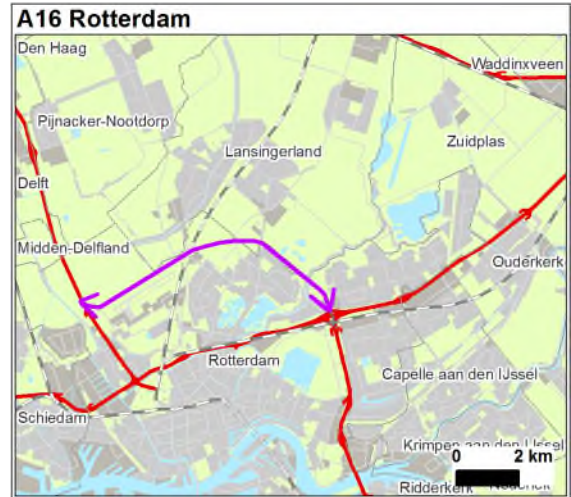 A16 Rotterdam
Den Haag
Waddinxveen
Pijnacker-Nootdorp
Zuidplas
Lansingerland
Delft
Midden-Delfland
Ouderkerk
Rotterdam
Capelle aan den IJssel
Schiedam
Krimpen aan den IJssel
0 2 km
Ridderkerk